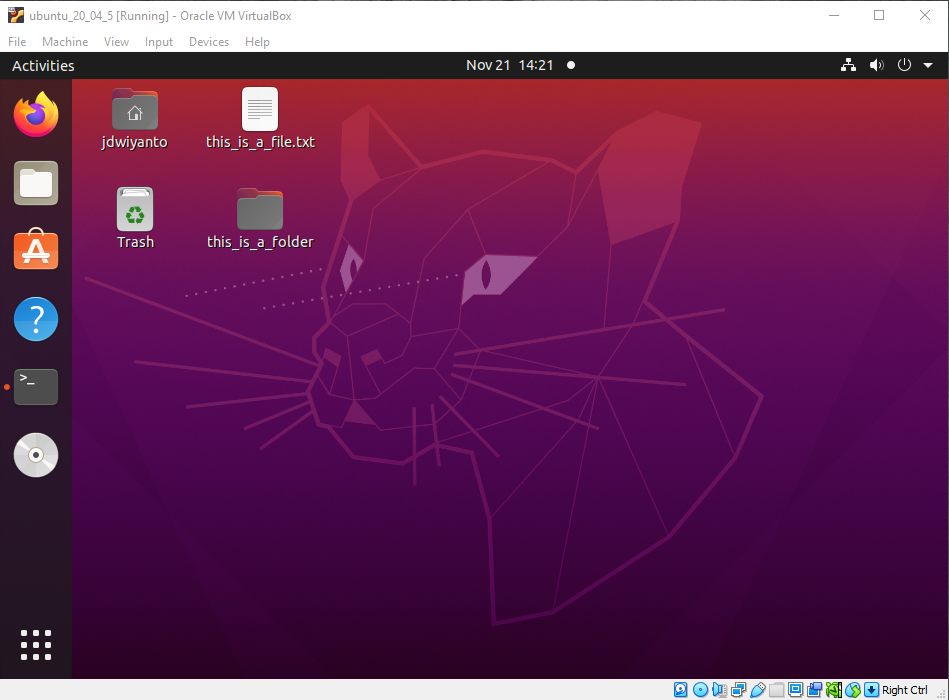 ubuntu_20_04_5 [Running] - Oracle VM VirtualBox
File Machine View Input Devices Help
Activities
Nov 21 14:21
jdwiyanto
this_is_a_file.txt
Trash
this_is_a_folder
?
>_
Right Ctrl